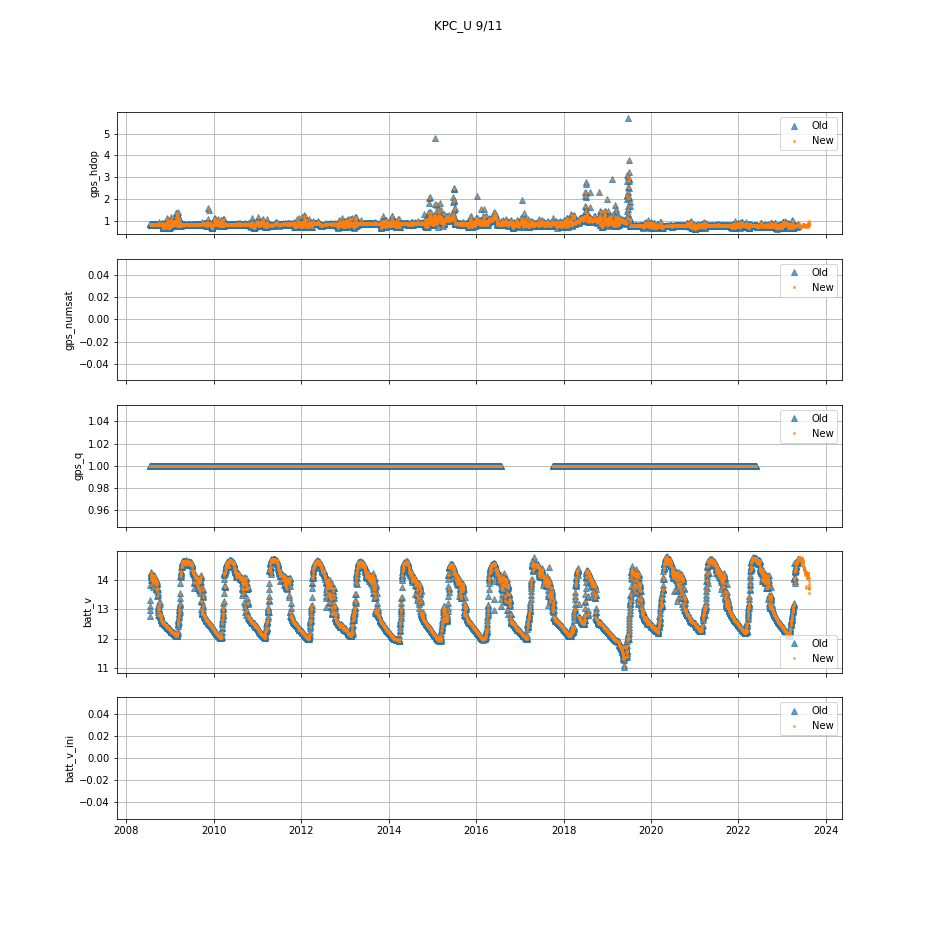 KPC_U 9/11
gps_hdop
5
4
3
2
1
Old
New
gps_numsat
0.04
0.02
0.00
−0.02
−0.04
Old
New
gps_q
1.04
1.02
1.00
0.98
0.96
Old
New
batt_v
14
13
12
11
Old
New
batt_v_ini
0.04
0.02
0.00
−0.02
−0.04
Old
New
2008 2010 2012 2014 2016 2018 2020 2022 2024